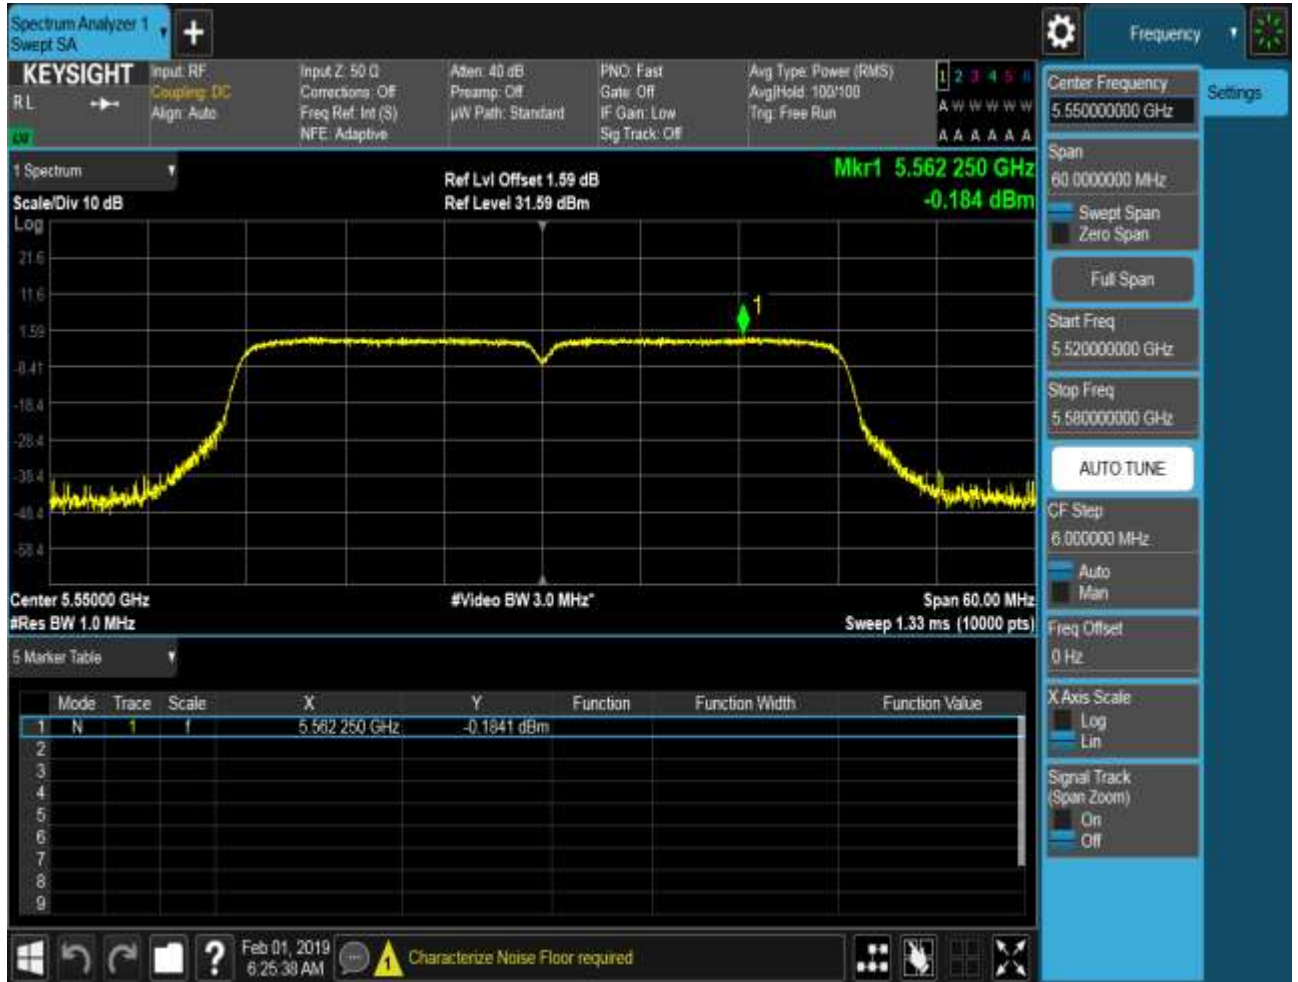 Spectrum Analyzer 1
Swept SA
+
Frequency
KEYSIGHT
RL
Input: RF
Coupling: DC
Align: Auto
Input Z: 50 Ω
Corrections: Off
Freq Ref: Int (S)
NFE: Adaptive
Atten: 40 dB
Preamp: Off
µW Path: Standard
PNO: Fast
Gate: Off
IF Gain: Low
Sig Track: Off
Avg Type: Power (RMS)
Avg|Hold: 100/100
Trig: Free Run
1 2 3 4 5 6
A W W W W W
A A A A A A
1 Spectrum
Scale/Div 10 dB
Ref Lvl Offset 1.59 dB
Ref Level 31.59 dBm
Mkr1 5.562 250 GHz
-0.184 dBm
Log
21.6
11.6
1.59
-8.41
-18.4
-28.4
-38.4
-48.4
-58.4
1
Center 5.55000 GHz
#Res BW 1.0 MHz
#Video BW 3.0 MHz*
Span 60.00 MHz
Sweep 1.33 ms (10000 pts)
5 Marker Table
Mode Trace Scale X Y Function Function Width Function Value
1 N 1 f 5.562 250 GHz -0.1841 dBm
2
3
4
5
6
7
8
9
Feb 01, 2019
6:25:38 AM
?
1
Characterize Noise Floor required
Center Frequency
5.550000000 GHz
Settings
Span
60.0000000 MHz
Swept Span
Zero Span
Full Span
Start Freq
5.520000000 GHz
Stop Freq
5.580000000 GHz
AUTO TUNE
CF Step
6.000000 MHz
Auto
Man
Freq Offset
0 Hz
X Axis Scale
Log
Lin
Signal Track
(Span Zoom)
On
Off